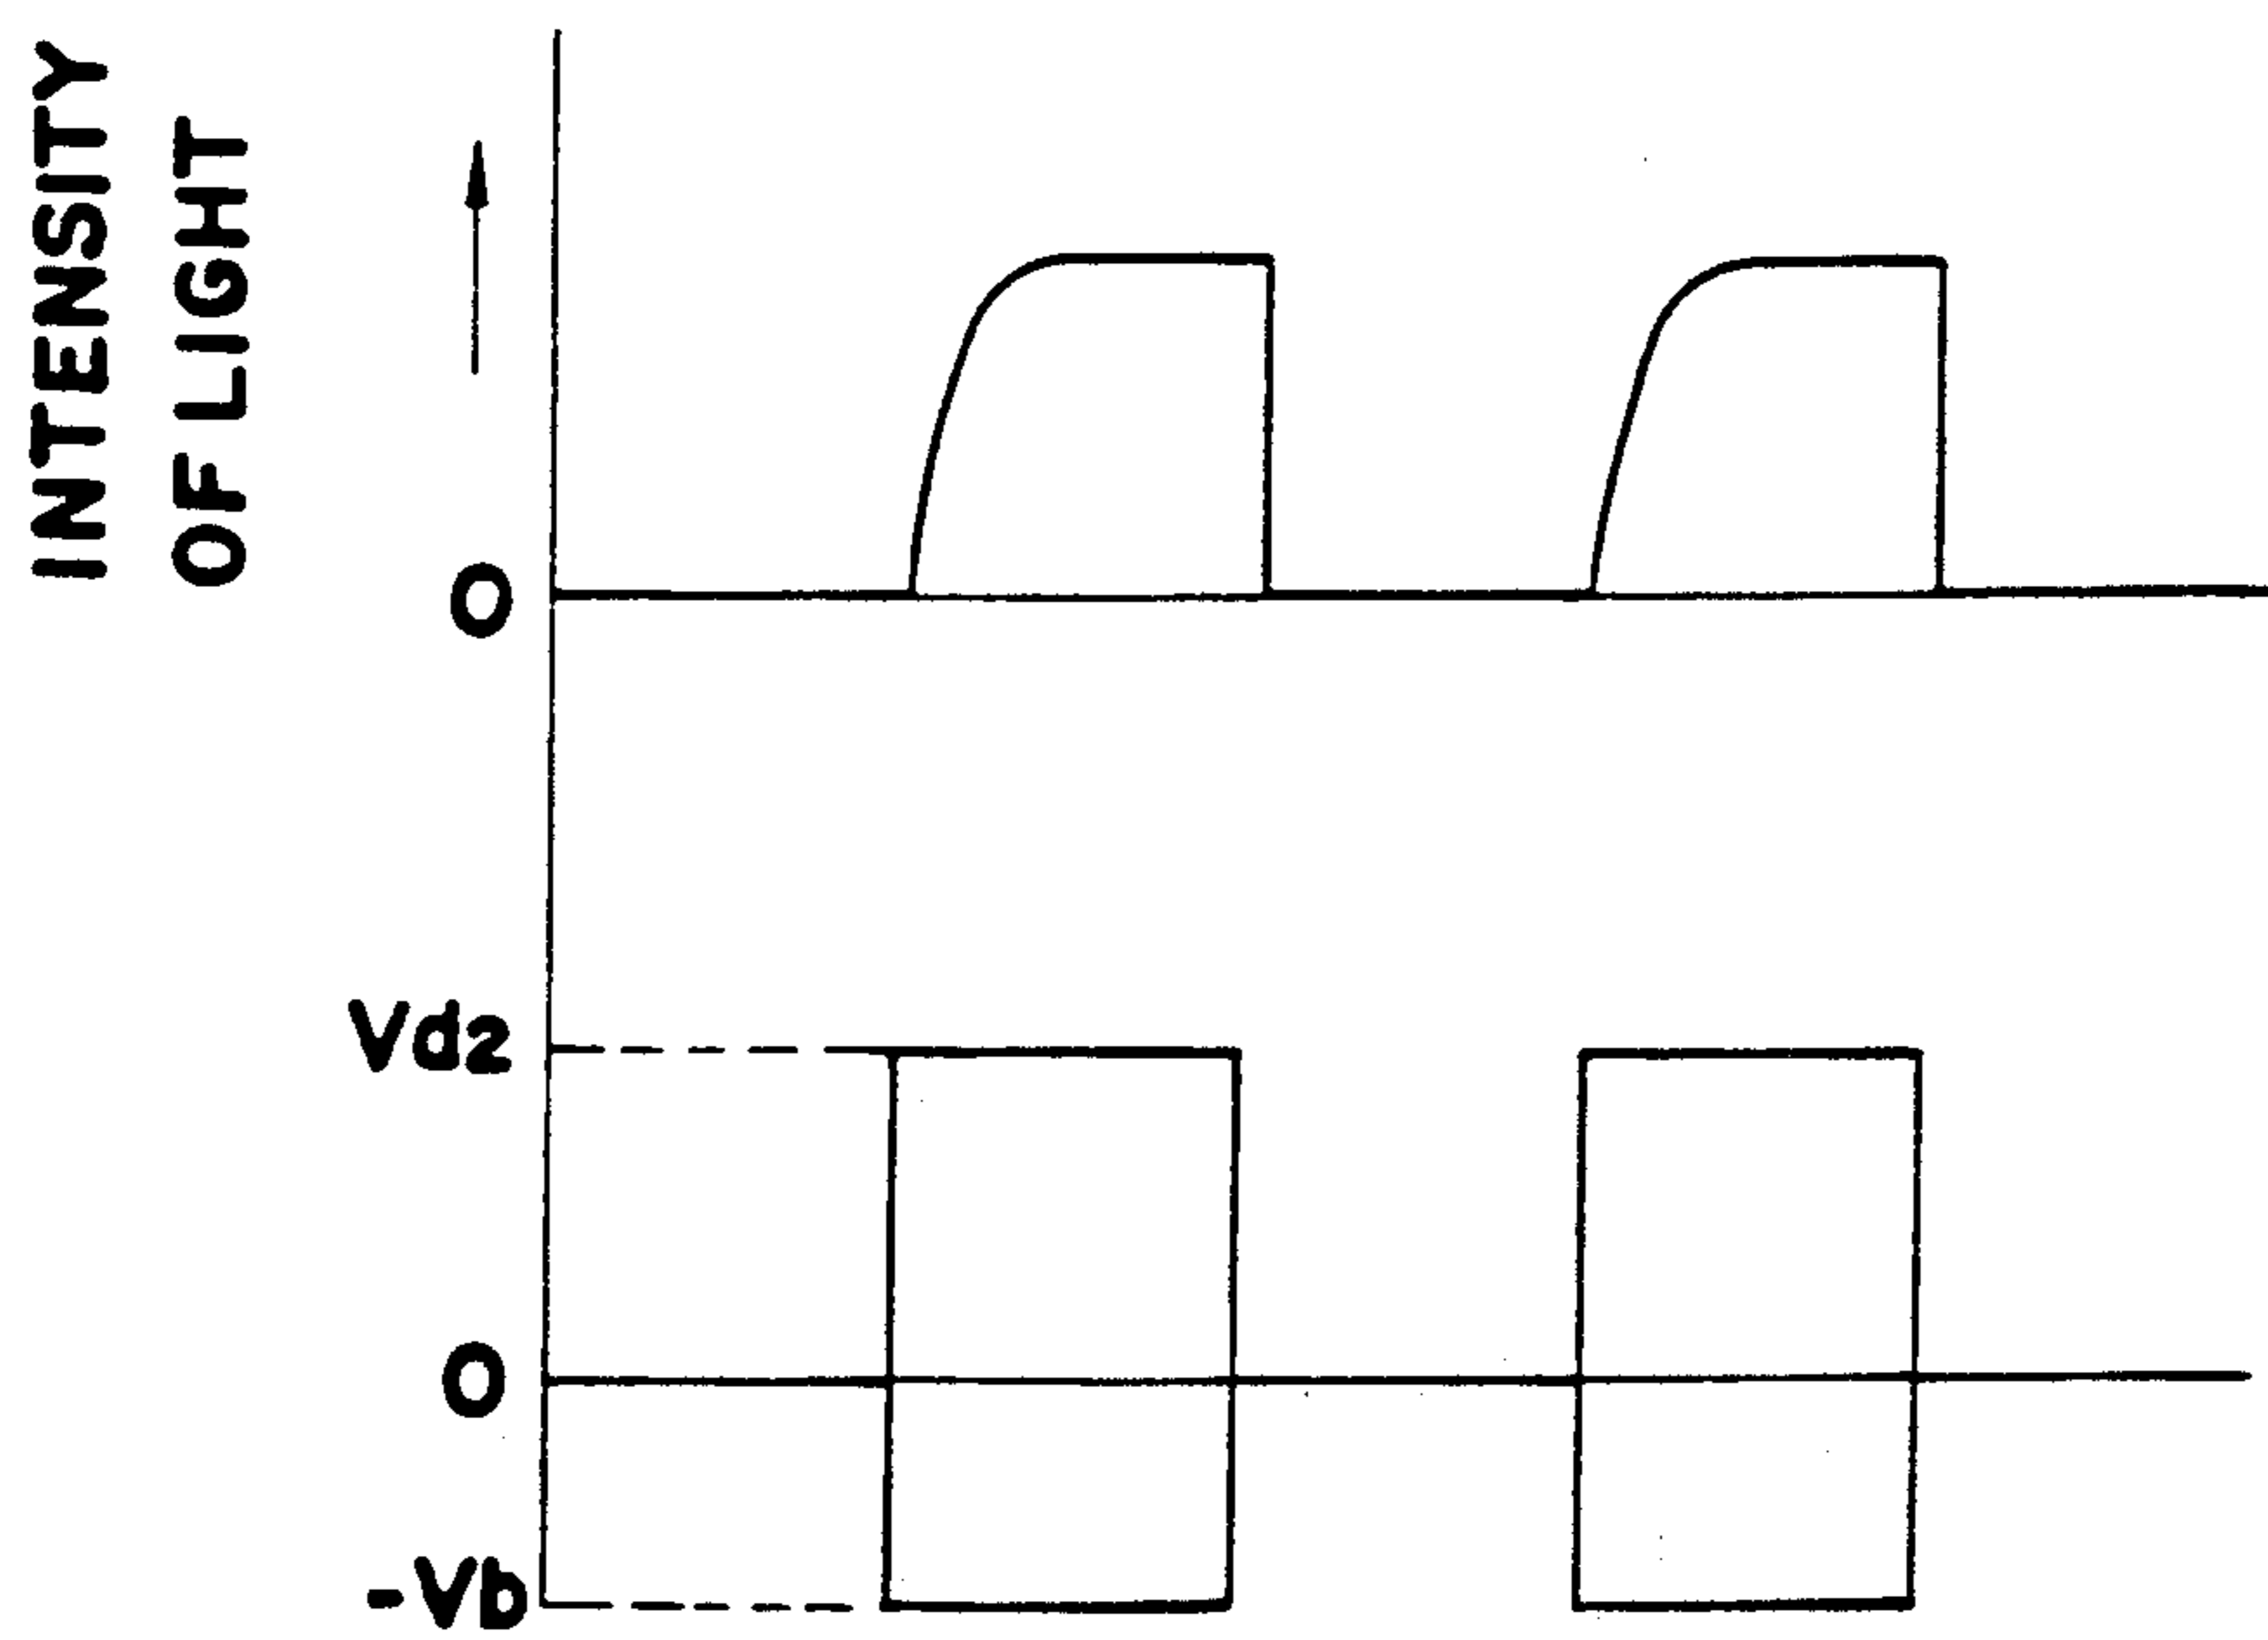 INTENSITY
OF LIGHT
O
Vd2
O
-Vb